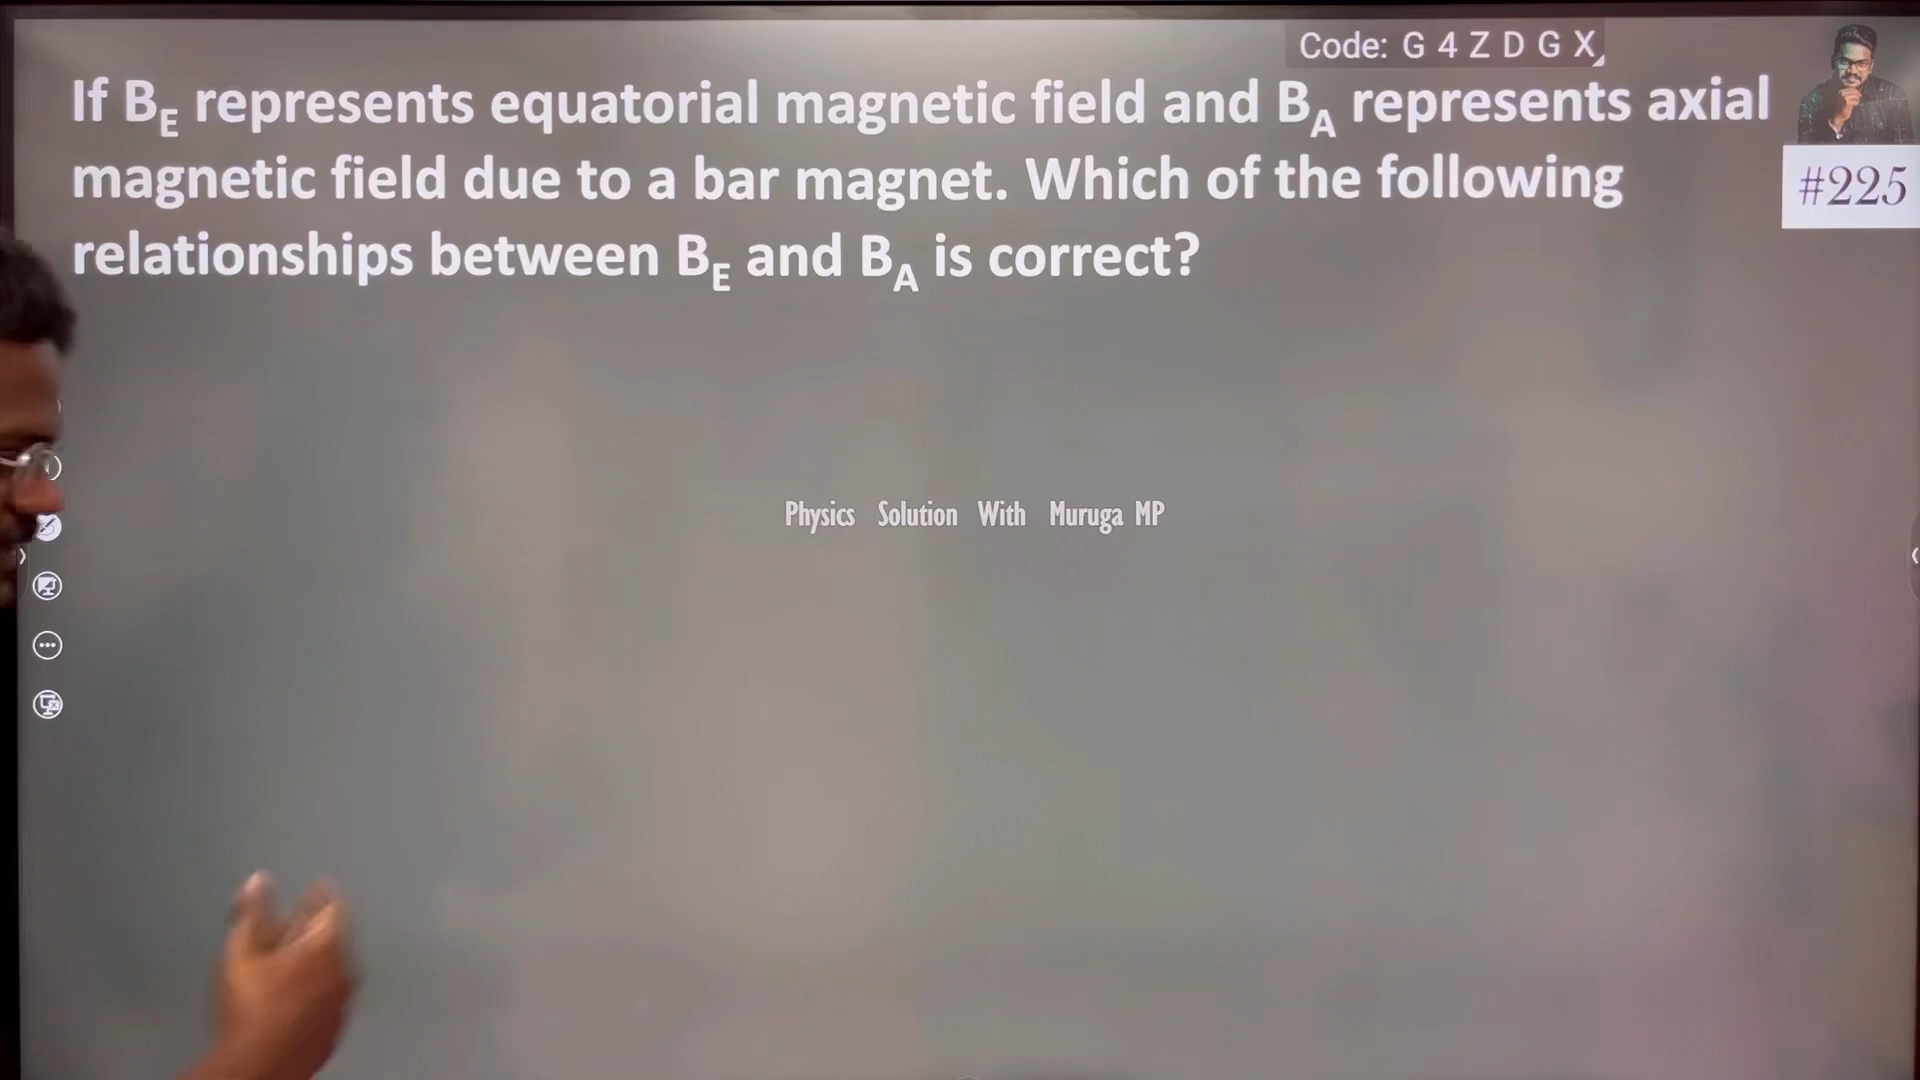 Code: G 4 Z D G X
If B_E represents equatorial magnetic field and B_A represents axial
magnetic field due to a bar magnet. Which of the following
relationships between B_E and B_A is correct?
#225
Physics Solution With Muruga MP